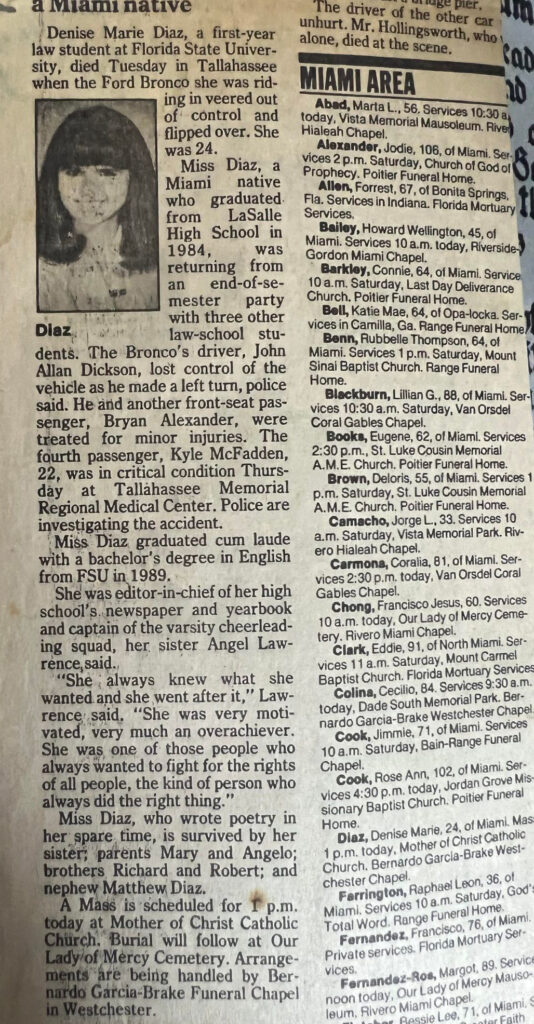 a Miami native
Denise Marie Diaz, a first-year
law student at Florida State Univer-
sity, died Tuesday in Tallahassee
when the Ford Bronco she was rid-
ing in veered out
of control and
flipped over. She
was 24.
Miss Diaz, a
Miami native
who graduated
from LaSalle
High School in
1984, was
returning from
an end-of-se-
mester party
with three other
law-school stu-
Diaz
dents. The Bronco's driver, John
Allan Dickson, lost control of the
vehicle as he made a left turn, police
said. He and another front-seat pas-
senger, Bryan Alexander, were
treated for minor injuries. The
fourth passenger, Kyle McFadden,
22, was in critical condition Thurs-
day at Tallahassee Memorial
Regional Medical Center. Police are
investigating the accident.
Miss Diaz graduated cum laude
with a bachelor's degree in English
from FSU in 1989.
She was editor-in-chief of her high
school's newspaper and yearbook
and captain of the varsity cheerlead-
ing squad, her sister Angel Law-
rence said.
"She always knew what she
wanted and she went after it," Law-
rence said. "She was very moti-
vated, very much an overachiever.
She was one of those people who
always wanted to fight for the rights
of all people, the kind of person who
always did the right thing."
Miss Diaz, who wrote poetry in
her spare time, is survived by her
sister; parents Mary and Angelo;
brothers Richard and Robert; and
nephew Matthew Diaz.
A Mass is scheduled for 1 p.m.
today at Mother of Christ Catholic
Church. Burial will follow at Our
Lady of Mercy Cemetery. Arrange-
ments are being handled by Ber-
nardo Garcia-Brake Funeral Chapel
in Westchester.
pier.
The driver of the other car
unhurt. Mr. Hollingsworth, who
alone, died at the scene.
MIAMI AREA
Abad, Marta L., 56. Services 10:30 a.
today, Vista Memorial Mausoleum. Rive
Hialeah Chapel.
Alexander, Jodie, 106, of Miami. Ser-
vices 2 p.m. Saturday, Church of God of
Prophecy. Poitier Funeral Home.
Allen, Forrest, 67, of Bonita Springs,
Fla. Services in Indiana. Florida Mortuary
Services.
Bailey, Howard Wellington, 45, of
Miami. Services 10 a.m. today, Riverside-
Gordon Miami Chapel.
Barkley, Connie, 64, of Miami. Service
10 a.m. Saturday, Last Day Deliverance
Church. Poitier Funeral Home.
Bell, Katie Mae, 64, of Opa-locka. Ser-
vices in Camilla, Ga. Range Funeral Home
Benn, Rubbelle Thompson, 64, of
Miami. Services 1 p.m. Saturday, Mount
Sinai Baptist Church. Range Funeral
Home.
Blackburn, Lillian G., 88, of Miami. Ser-
vices 10:30 a.m. Saturday, Van Orsdel
Coral Gables Chapel.
Books, Eugene, 62, of Miami. Services
2:30 p.m., St. Luke Cousin Memorial
A.M.E. Church. Poitier Funeral Home.
Brown, Deloris, 55, of Miami. Services 1
p.m. Saturday, St. Luke Cousin Memorial
A.M.E. Church. Poitier Funeral Home.
Camacho, Jorge L., 33. Services 10
a.m. Saturday, Vista Memorial Park. Riv-
ero Hialeah Chapel.
Carmona, Coralia, 81, of Miami. Ser-
vices 2:30 p.m. today, Van Orsdel Coral
Gables Chapel.
Chong, Francisco Jesus, 60. Services
10 a.m. today, Our Lady of Mercy Ceme-
tery. Rivero Miami Chapel.
Clark, Eddie, 91, of North Miami. Ser-
vices 11 a.m. Saturday, Mount Carmel
Baptist Church. Florida Mortuary Services
Colina, Cecilio, 84. Services 9:30 a.m.
today, Dade South Memorial Park. Ber-
nardo Garcia-Brake Westchester Chapel
Cook, Jimmie, 71, of Miami. Services
10 a.m. Saturday, Bain-Range Funeral
Chapel.
Cook, Rose Ann, 102, of Miami. Ser-
vices 4:30 p.m. today, Jordan Grove Mis-
sionary Baptist Church. Poitier Funeral
Home.
Diaz, Denise Marie, 24, of Miami. Mass
1 p.m. today, Mother of Christ Catholic
Church. Bernardo Garcia-Brake West-
chester Chapel.
Farrington, Raphael Leon, 36, of
Miami. Services 10 a.m. Saturday, God's
Total Word. Range Funeral Home.
Fernandez, Francisco, 76, of Miami.
Private services. Florida Mortuary Ser-
vices.
Fernandez-Ros, Margot, 89. Service
noon today, Our Lady of Mercy Mauso-
leum. Rivero Miami Chapel.
Bessie Lee, 71, of Miami. S
Faith